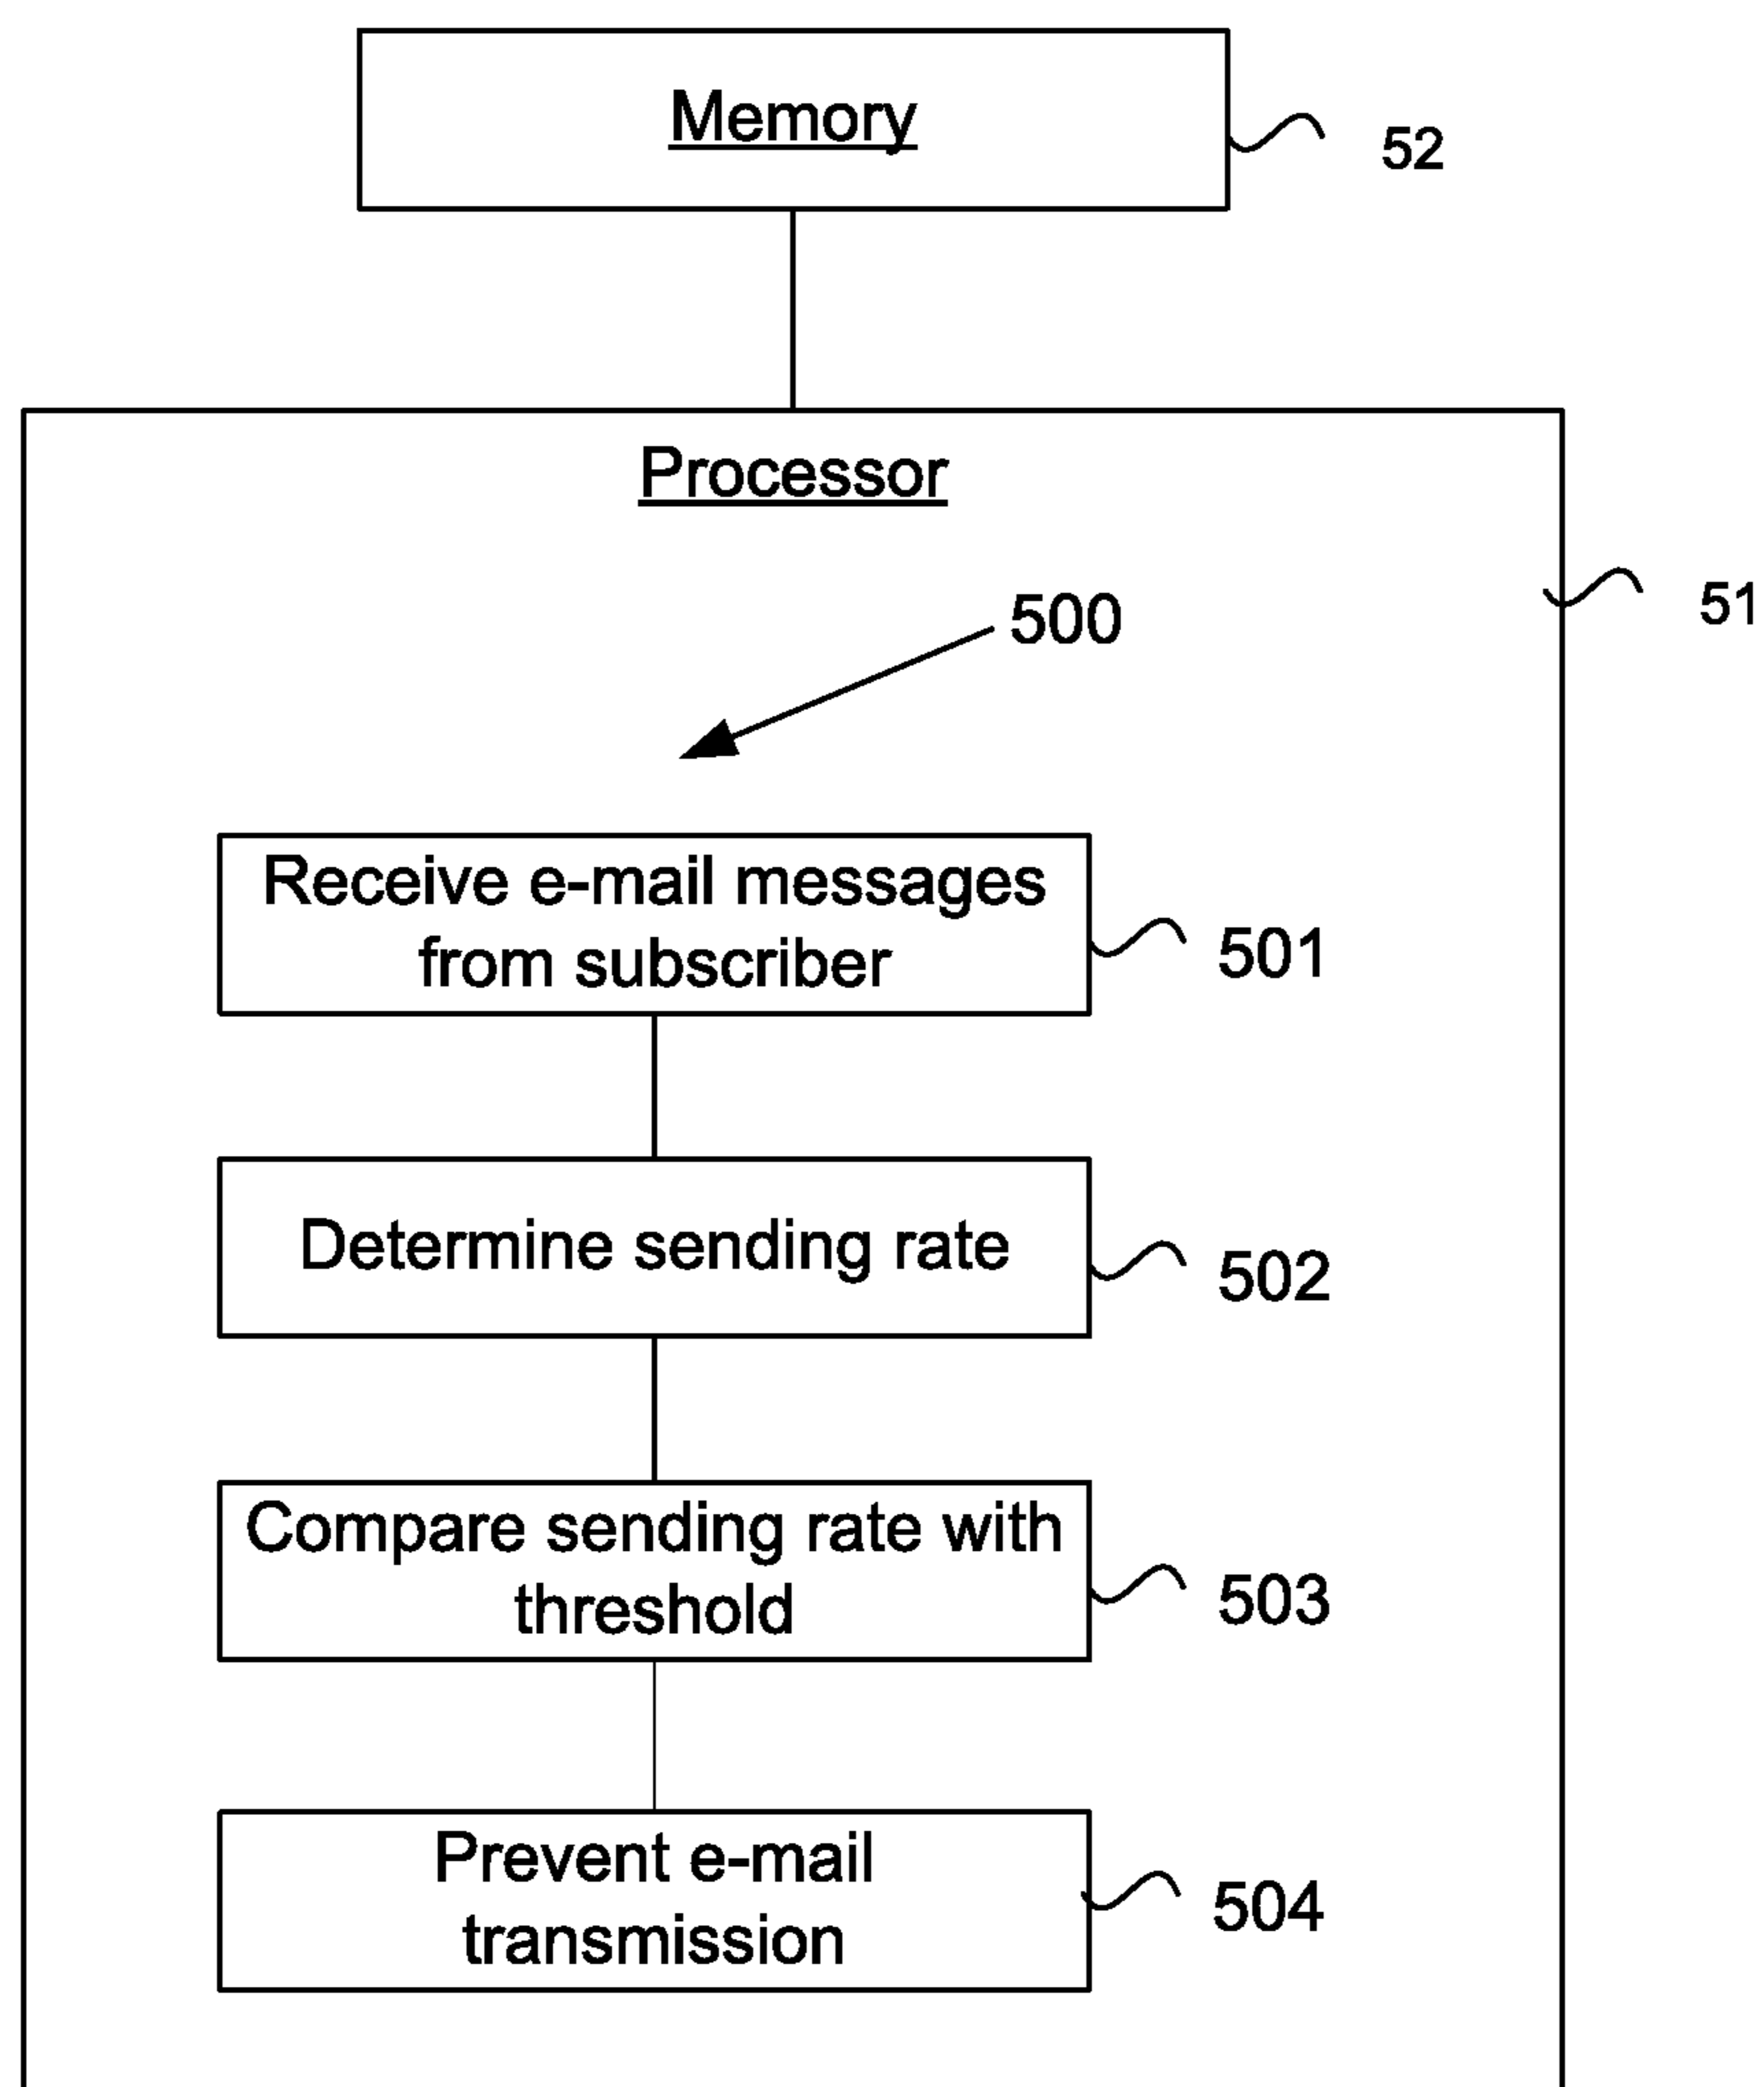 Memory
52
Processor
500
51
Receive e-mail messages
from subscriber
501
Determine sending rate
502
Compare sending rate with
threshold
503
Prevent e-mail
transmission
504